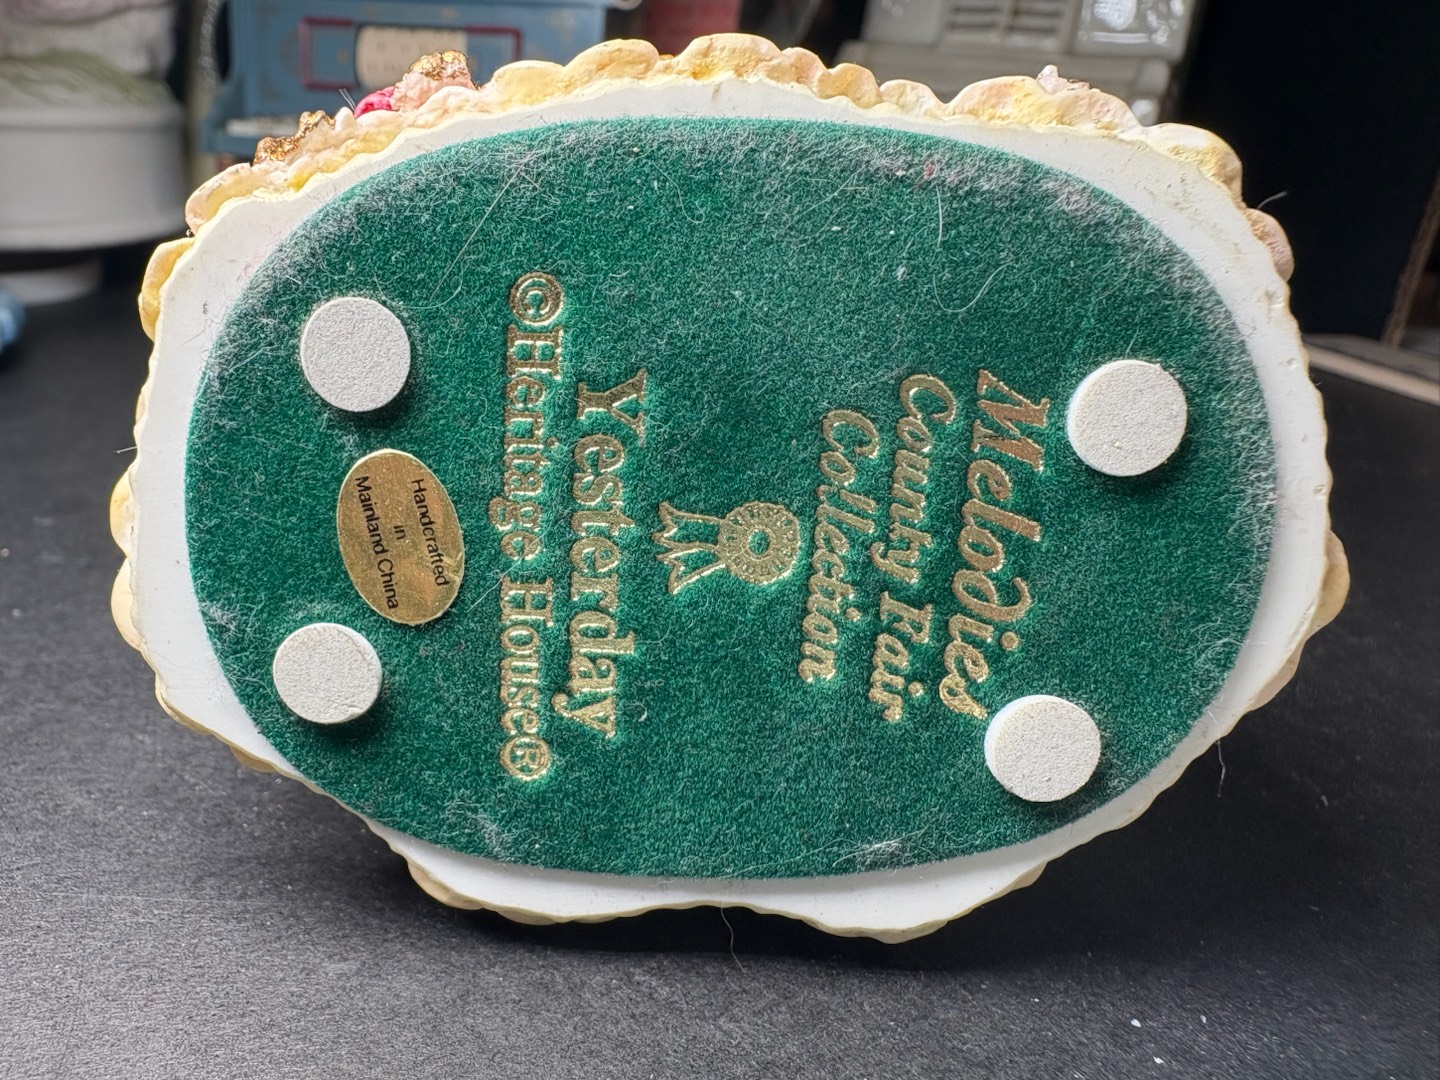 Melodies
County Fair
Collection
Yesterday
©Heritage House®
Handcrafted
in
Mainland China